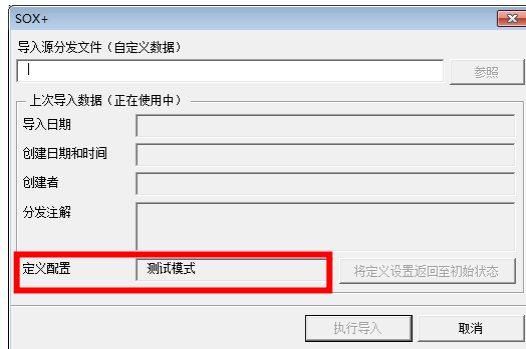 SOX+
导入源分发文件（自定义数据）
参照
上次导入数据（正在使用中）
导入日期
创建日期和时间
创建者
分发注解
定义配置 测试模式 将定义设置返回至初始状态
执行导入 取消